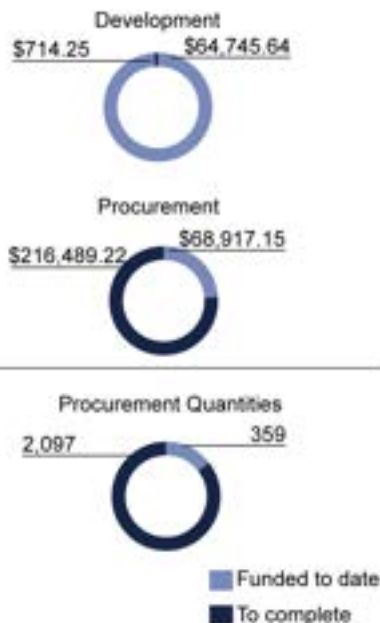 Development
$714.25 $64,745.64
Procurement
$216,489.22 $68,917.15
Procurement Quantities
2,097 359
Funded to date
To complete